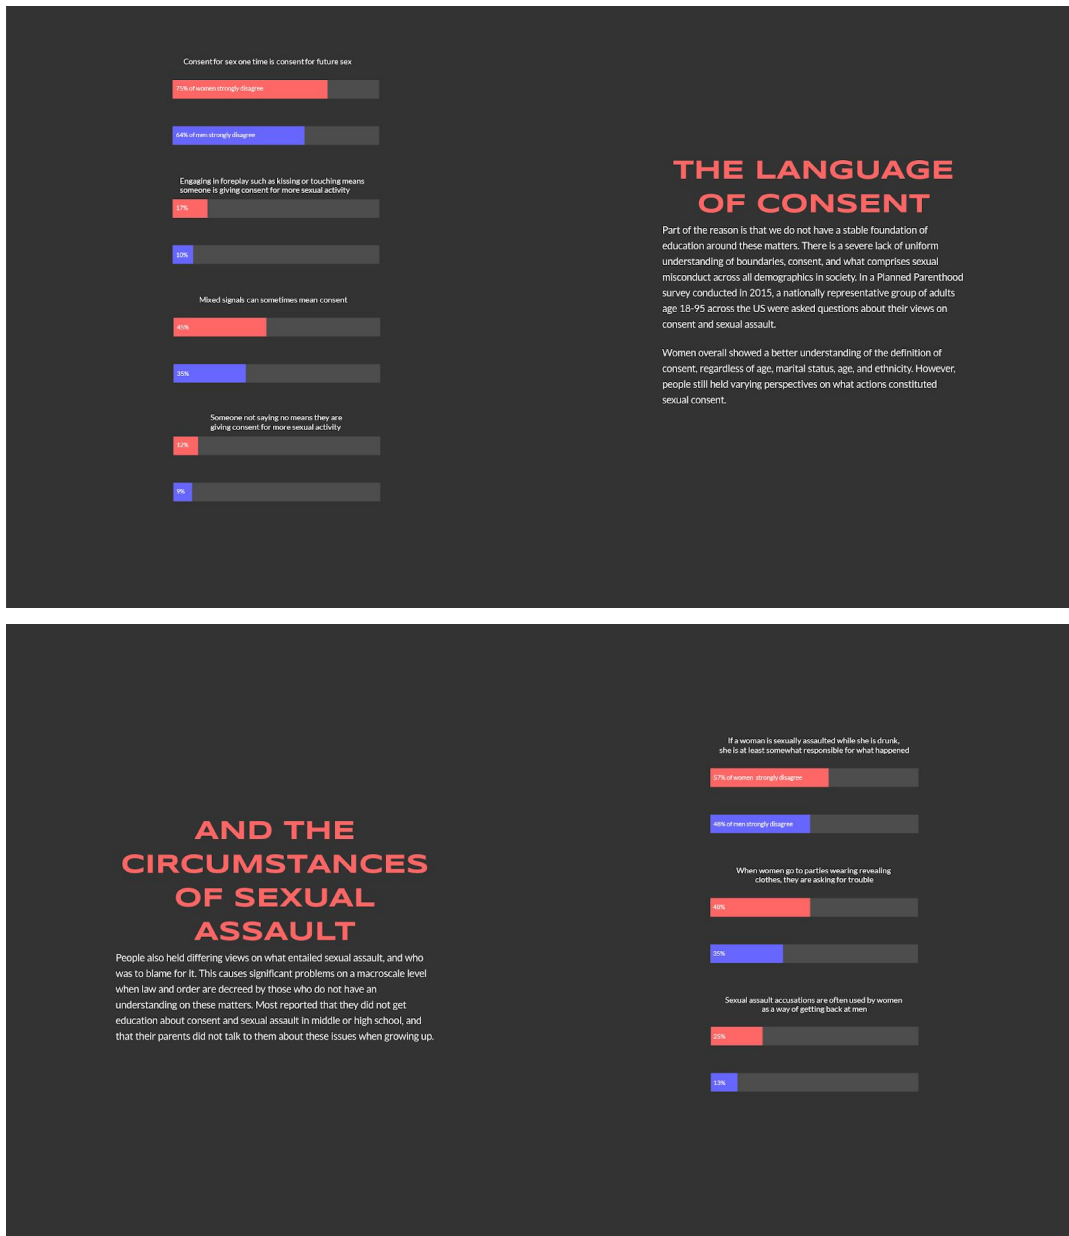 Consent for sex one time is consent for future sex
75% of women strongly disagree
64% of men strongly disagree
Engaging in foreplay such as kissing or touching means
someone is giving consent for more sexual activity
17%
10%
Mixed signals can sometimes mean consent
45%
35%
Someone not saying no means they are
giving consent for more sexual activity
12%
9%
THE LANGUAGE
OF CONSENT
Part of the reason is that we do not have a stable foundation of
education around these matters. There is a severe lack of uniform
understanding of boundaries, consent, and what comprises sexual
misconduct across all demographics in society. In a Planned Parenthood
survey conducted in 2015, a nationally representative group of adults
age 18-95 across the US were asked questions about their views on
consent and sexual assault.
Women overall showed a better understanding of the definition of
consent, regardless of age, marital status, age, and ethnicity. However,
people still held varying perspectives on what actions constituted
sexual consent.
AND THE
CIRCUMSTANCES
OF SEXUAL
ASSAULT
People also held differing views on what entailed sexual assault, and who
was to blame for it. This causes significant problems on a macroscale level
when law and order are decreed by those who do not have an
understanding on these matters. Most reported that they did not get
education about consent and sexual assault in middle or high school, and
that their parents did not talk to them about these issues when growing up.
If a woman is sexually assaulted while she is drunk,
she is at least somewhat responsible for what happened
57% of women strongly disagree
48% of men strongly disagree
When women go to parties wearing revealing
clothes, they are asking for trouble
48%
35%
Sexual assault accusations are often used by women
as a way of getting back at men
25%
13%